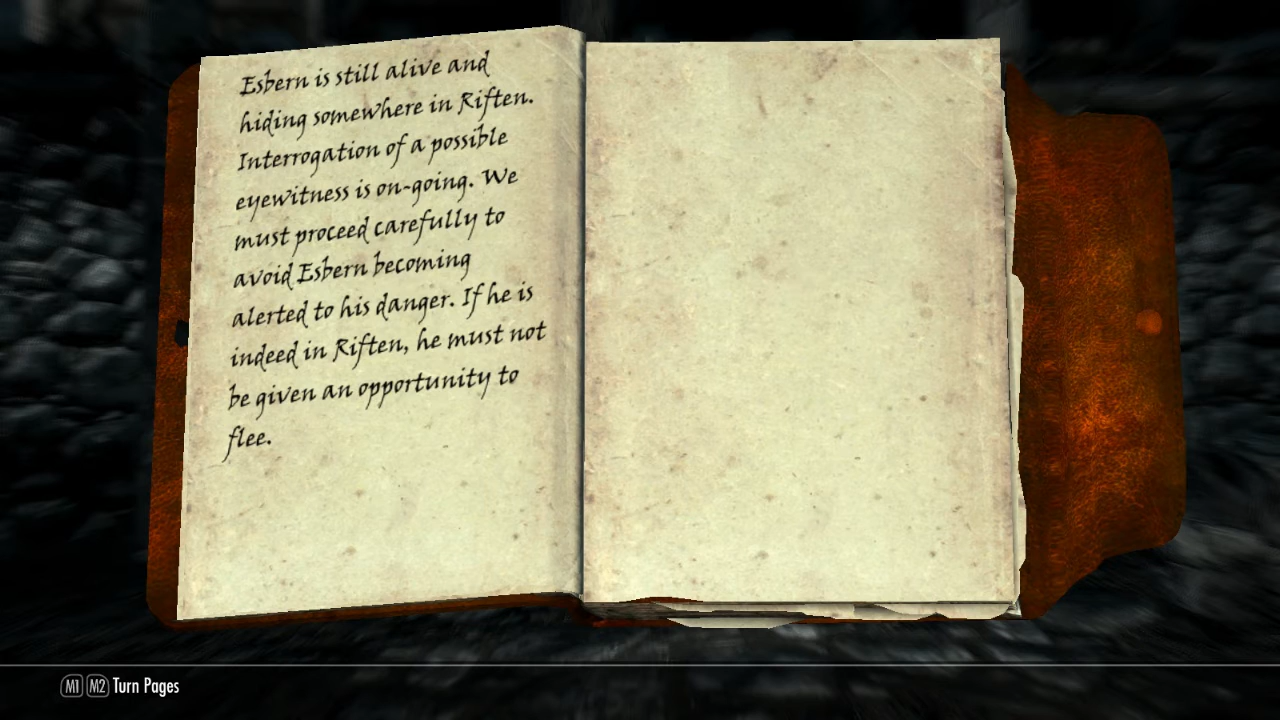 Esbern is still alive and
hiding somewhere in Riften.
Interrogation of a possible
eyewitness is on-going. We
must proceed carefully to
avoid Esbern becoming
alerted to his danger. If he is
indeed in Riften, he must not
be given an opportunity to
flee.
M1 M2 Turn Pages